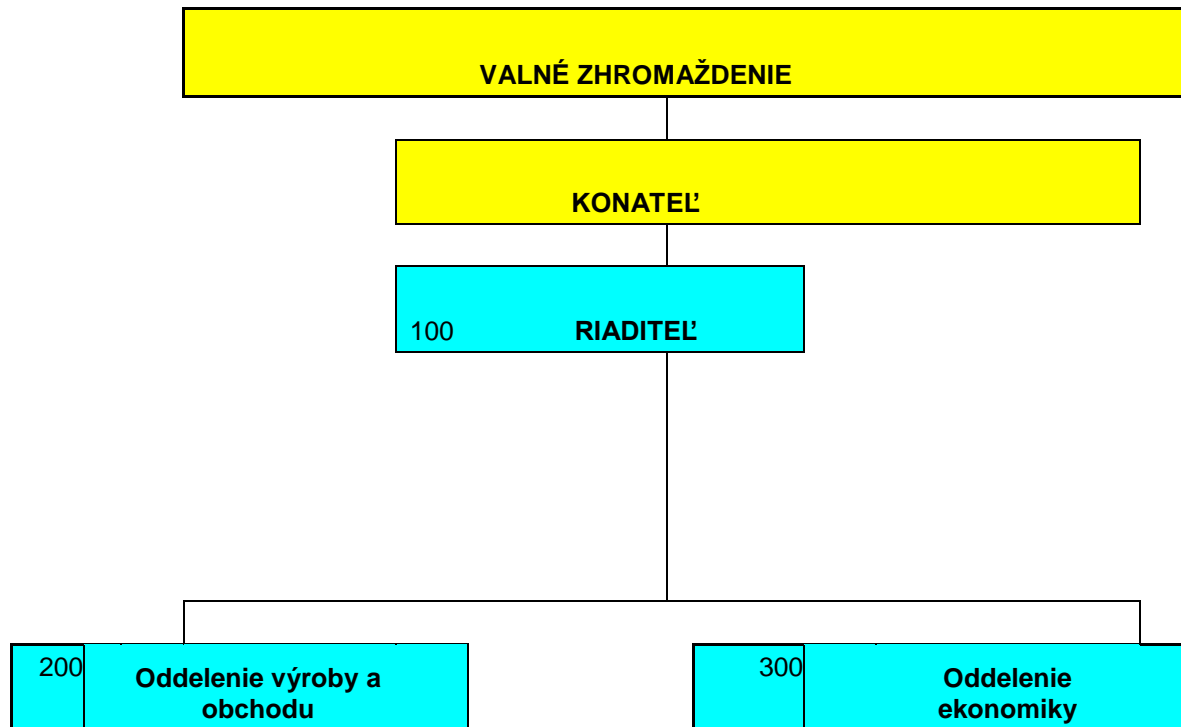 VALNÉ ZHROMAŽDENIE
KONATEĽ
100 RIADITEĽ
200 Oddelenie výroby a
obchodu
300 Oddelenie
ekonomiky